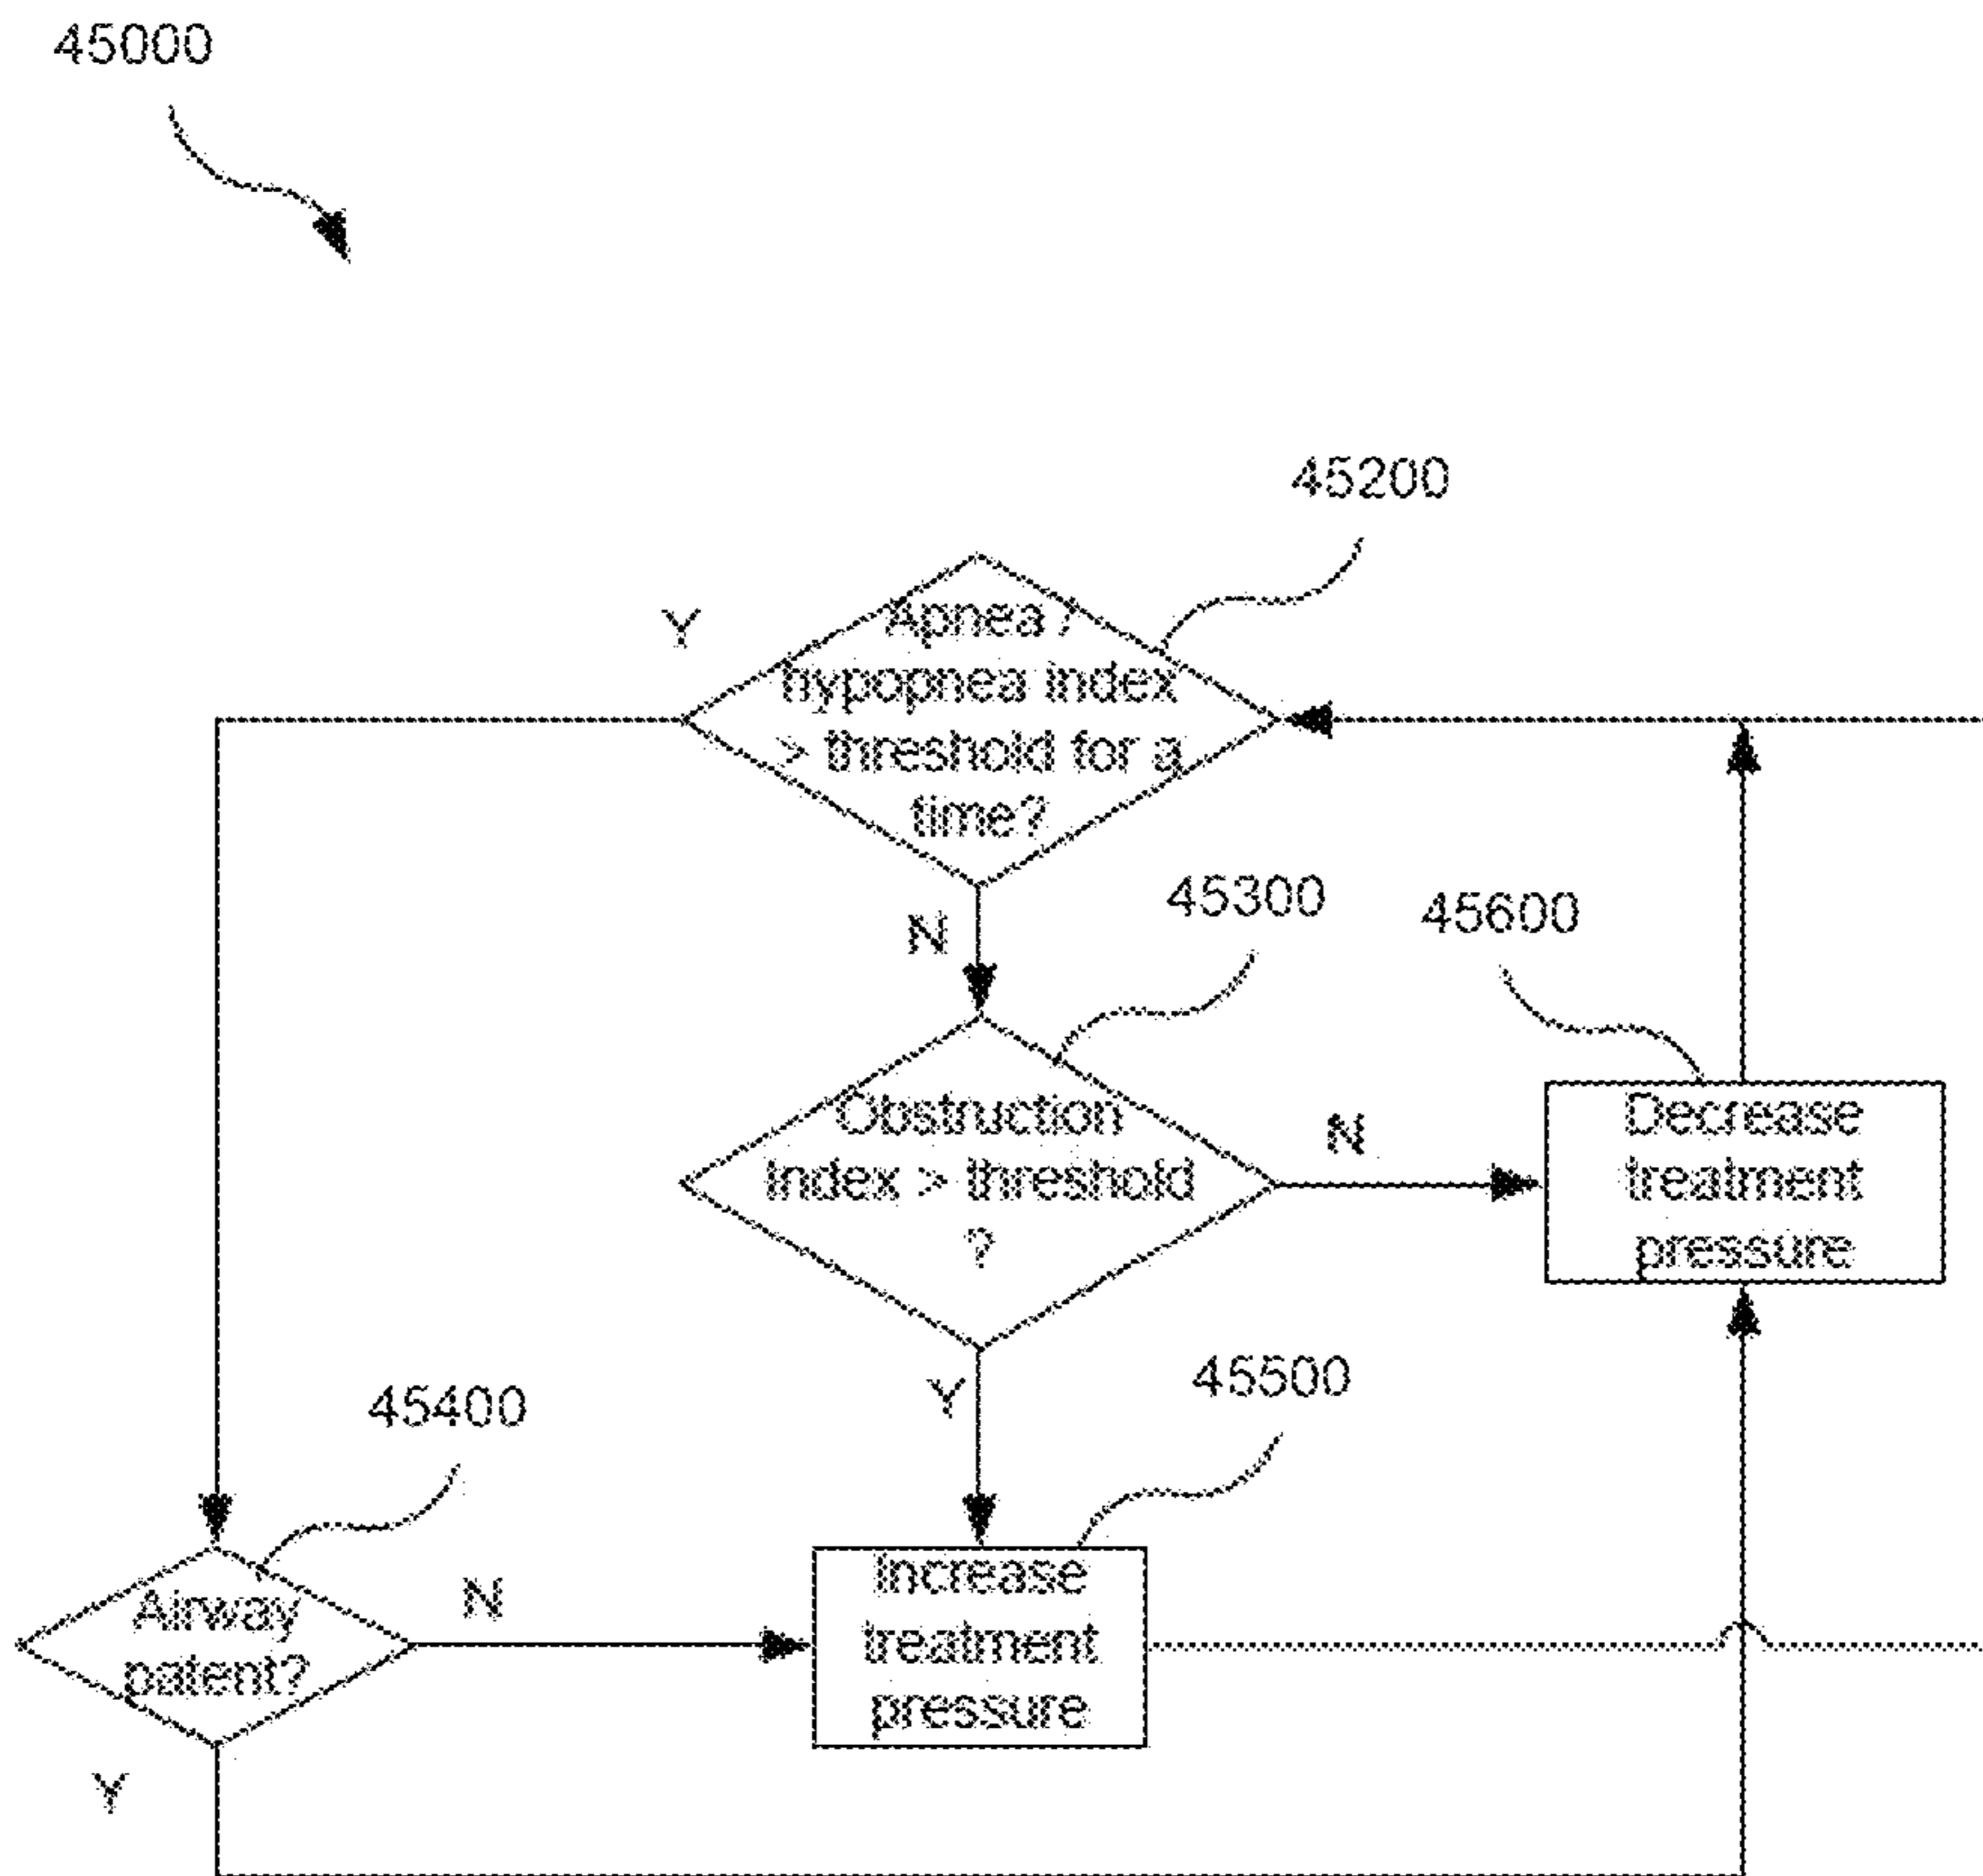 45000
45200
Y
Apnea /
hypopnea index
> threshold for a
time?
N
45300
45600
Obstruction
index > threshold
?
N
Decrease
treatment
pressure
Y
45500
45400
Airway
patent?
N
Increase
treatment
pressure
Y